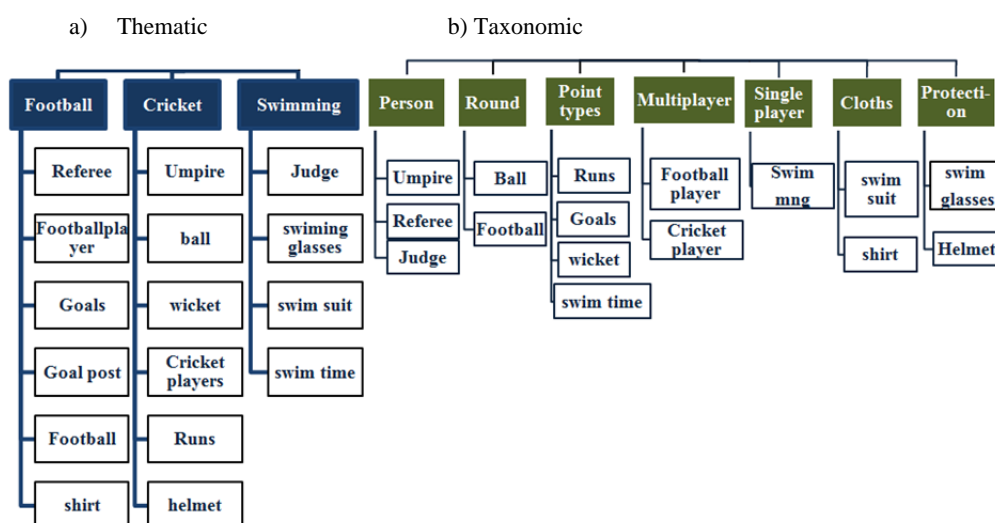 a) Thematic
b) Taxonomic
Football
Referee
Footballpla
yer
Goals
Goal post
Football
shirt
Cricket
Umpire
ball
wicket
Cricket
players
Runs
helmet
Swimming
Judge
swiming
glasses
swim suit
swim time
Person
Umpire
Referee
Judge
Round
Ball
Football
Point
types
Runs
Goals
wicket
swim time
Multiplayer
Football
player
Cricket
player
Single
player
Swim
mng
Cloths
swim
suit
shirt
Protecti-
on
swim
glasses
Helmet